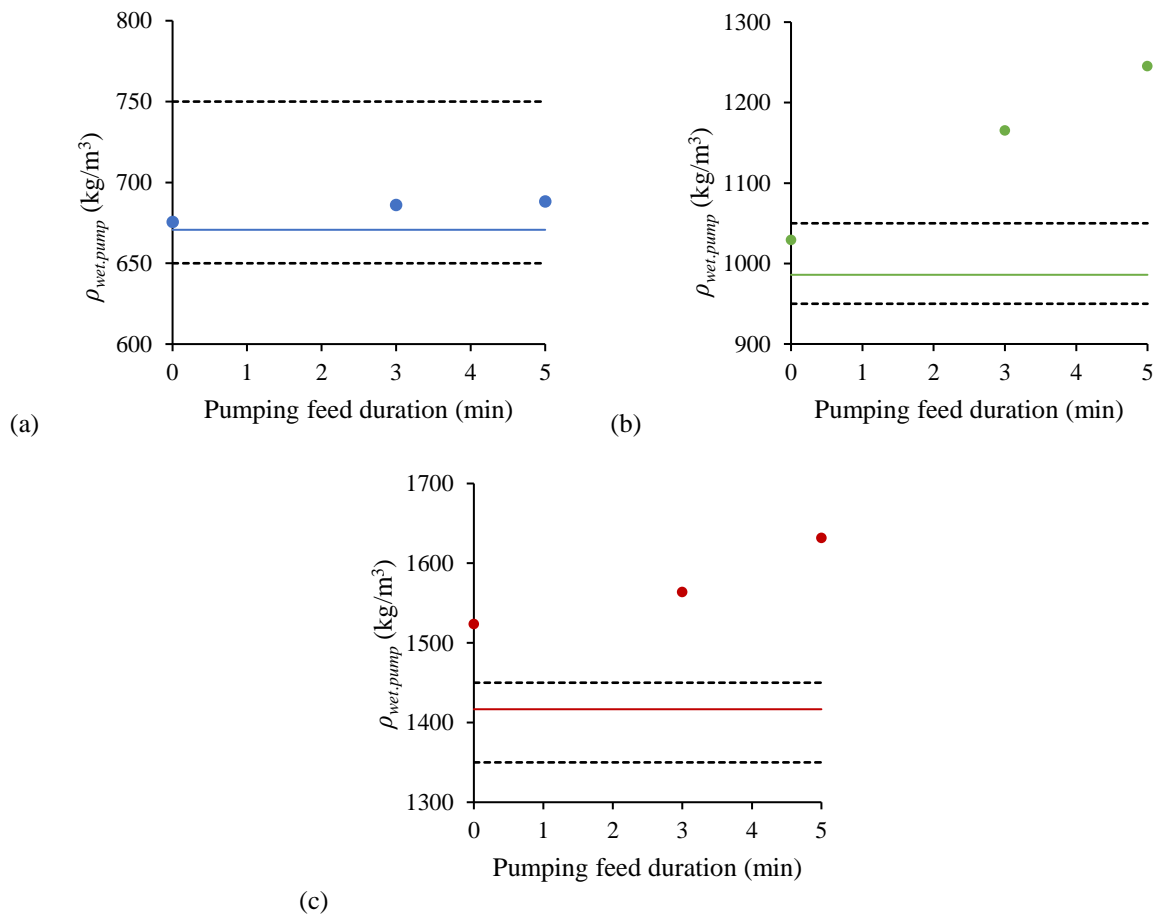 800
750
700
650
600
ρwet.pump (kg/m³)
0 1 2 3 4 5
Pumping feed duration (min)
(a)
1300
1200
1100
1000
900
ρwet.pump (kg/m³)
0 1 2 3 4 5
Pumping feed duration (min)
(b)
1700
1600
1500
1400
1300
ρwet.pump (kg/m³)
0 1 2 3 4 5
Pumping feed duration (min)
(c)